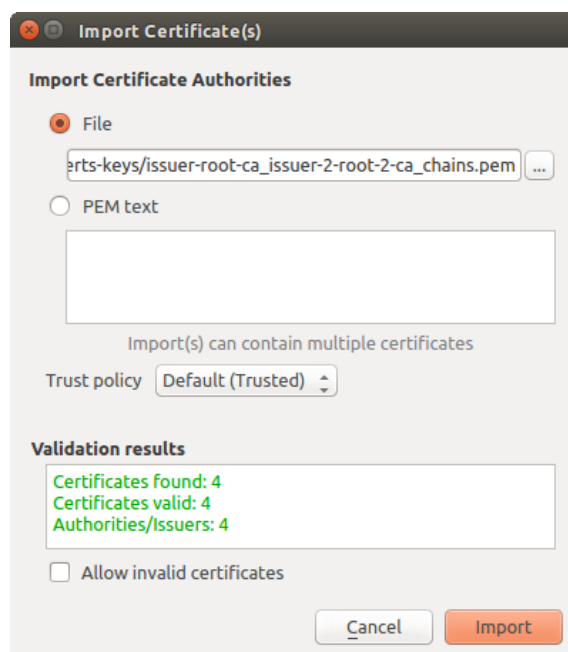 Import Certificate(s)
Import Certificate Authorities
File
erts-keys/issuer-root-ca_issuer-2-root-2-ca_chains.pem ...
PEM text
Import(s) can contain multiple certificates
Trust policy Default (Trusted)
Validation results
Certificates found: 4
Certificates valid: 4
Authorities/Issuers: 4
Allow invalid certificates
Cancel Import